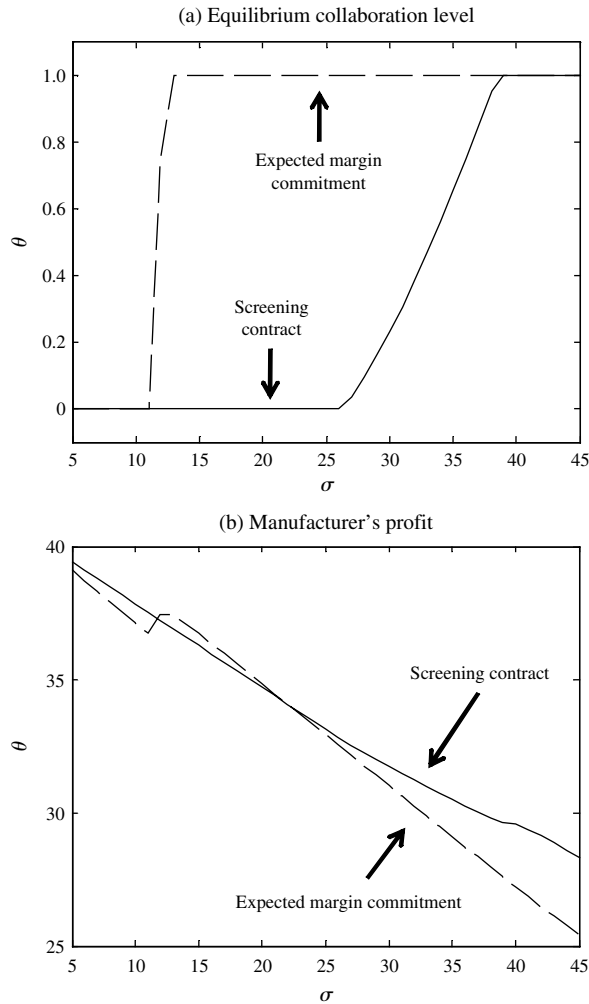 (a) Equilibrium collaboration level
1.0
0.8
0.6
0.4
0.2
0
θ
Expected margin
commitment
Screening
contract
5 10 15 20 25 30 35 40 45
σ
(b) Manufacturer's profit
40
35
30
25
θ
Screening contract
Expected margin commitment
5 10 15 20 25 30 35 40 45
σ